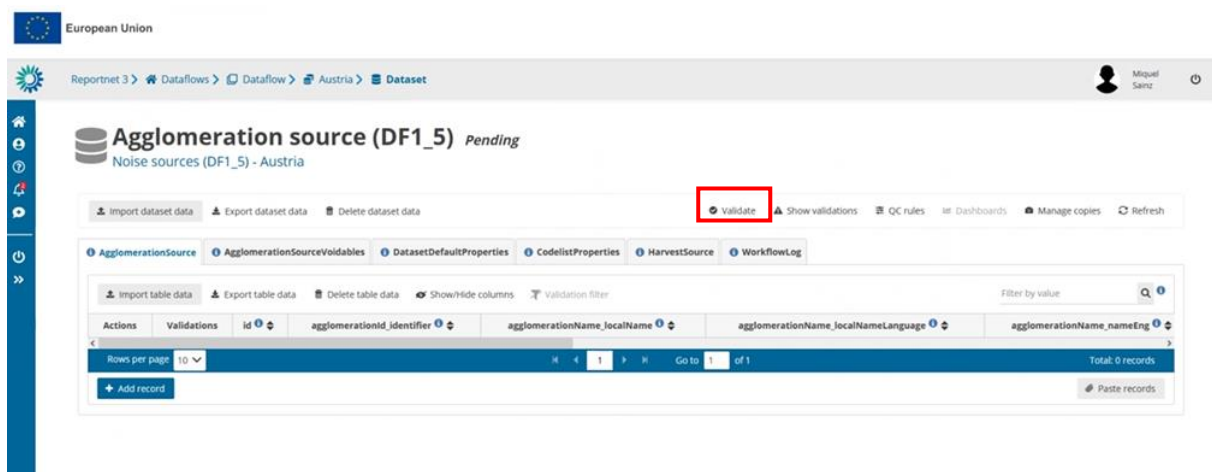 European Union
Reportnet 3 > Dataflows > Dataflow > Austria > Dataset
Miquel
Sainz
Agglomeration source (DF1_5) Pending
Noise sources (DF1_5) - Austria
Import dataset data Export dataset data Delete dataset data Validate Show validations QC rules Dashboards Manage copies Refresh
AgglomerationSource AgglomerationSourceVoidables DatasetDefaultProperties CodelistProperties HarvestSource WorkflowLog
Import table data Export table data Delete table data Show/Hide columns Validation filter Filter by value
Actions Validations id agglomerationId_identifier agglomerationName_localName agglomerationName_localNameLanguage agglomerationName_nameEng
Rows per page 10 1 Go to 1 of 1 Total: 0 records
+ Add record Paste records